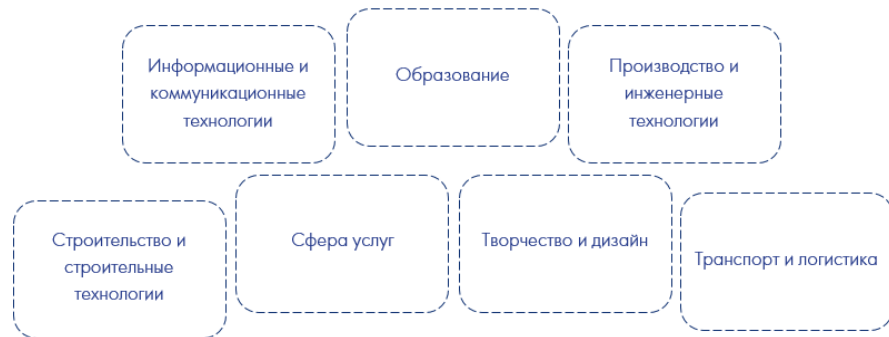 Информационные и
коммуникационные
технологии
Образование
Производство и
инженерные
технологии
Строительство и
строительные
технологии
Сфера услуг
Творчество и дизайн
Транспорт и логистика